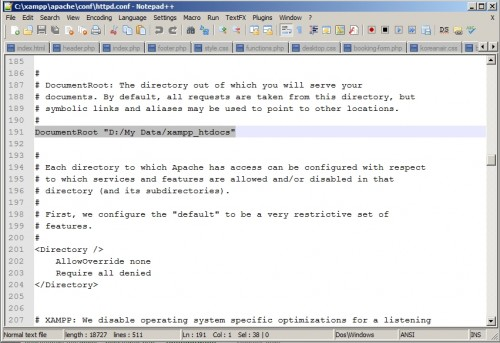 C:\xampp\apache\conf\httpd.conf - Notepad++
File Edit Search View Encoding Language Settings Macro Run TextFX Plugins Window ? X
index.html header.php index.php footer.php style.css functions.php desktop.css booking-form.php koreanair.css
185
186 #
187 # DocumentRoot: The directory out of which you will serve your
188 # documents. By default, all requests are taken from this directory, but
189 # symbolic links and aliases may be used to point to other locations.
190 #
191 DocumentRoot "D:/My Data/xampp_htdocs"
192
193 #
194 # Each directory to which Apache has access can be configured with respect
195 # to which services and features are allowed and/or disabled in that
196 # directory (and its subdirectories).
197 #
198 # First, we configure the "default" to be a very restrictive set of
199 # features.
200 #
201 <Directory />
202 AllowOverride none
203 Require all denied
204 </Directory>
205
206
207 # XAMPP: We disable operating system specific optimizations for a listening
Normal text file length : 18727 lines : 511 Ln : 191 Col : 1 Sel : 38 | 0 Dos\Windows ANSI INS